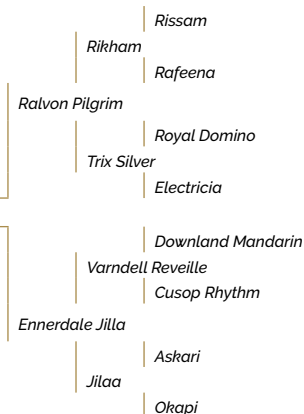 Rissam
Rikham
Rafeena
Ralvon Pilgrim
Royal Domino
Trix Silver
Electricia
Downland Mandarin
Varndell Reveille
Cusop Rhythm
Ennerdale Jilla
Askari
Jilaa
Okapi